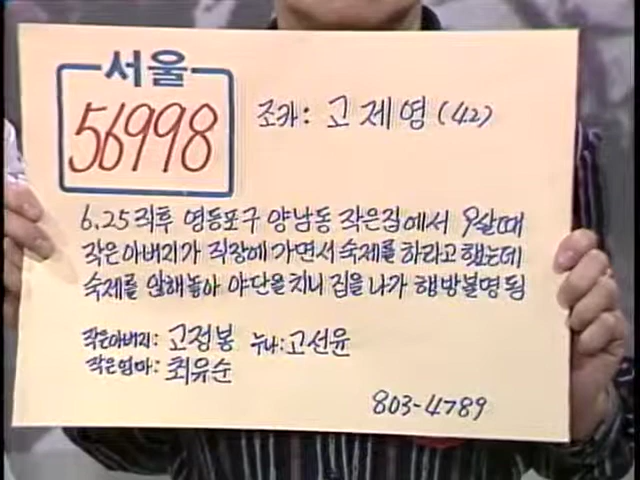 서울
56998
조카: 고제영 (42)
6.25 직후 영등포구 양남동 작은집에서 9살때
작은아버지가 직장에 가면서 숙제를 하라고 했는데
숙제를 안해놓아 야단을 치니 집을 나가 행방불명 됨
작은아버지: 고정봉 누나: 고선윤
작은엄마: 최유순
803-4789